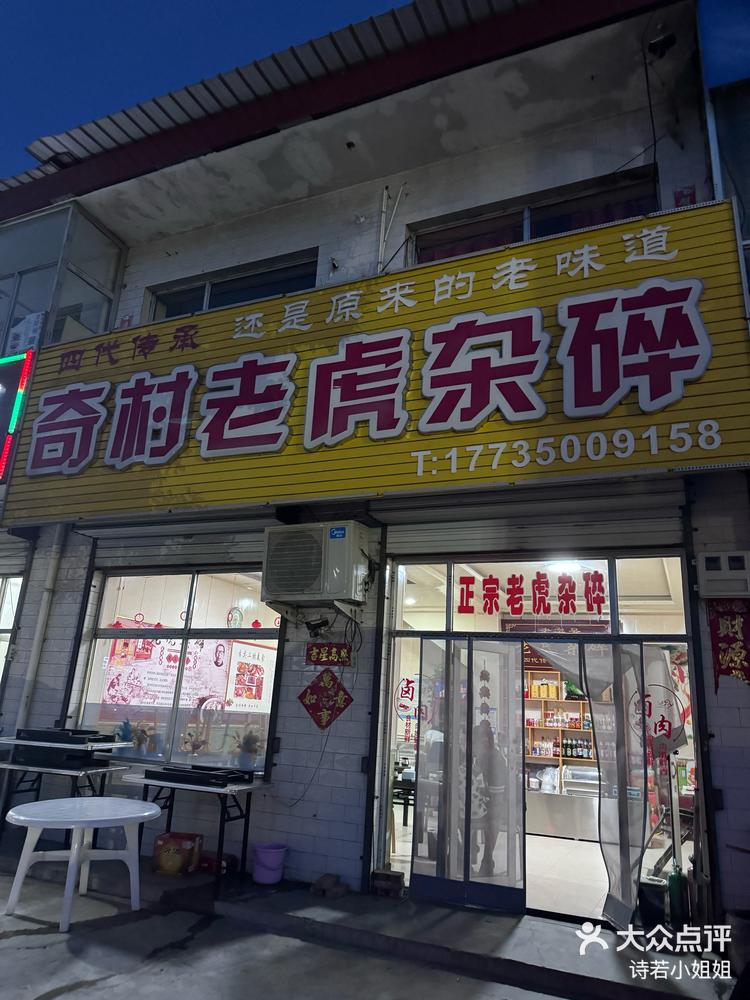 四代传承 还是原来的老味道
奇村老虎杂碎
T:17735009158
正宗老虎杂碎
吉星高照
万
如意
事
卤
肉
财源
Midea
大众点评
诗若小姐姐